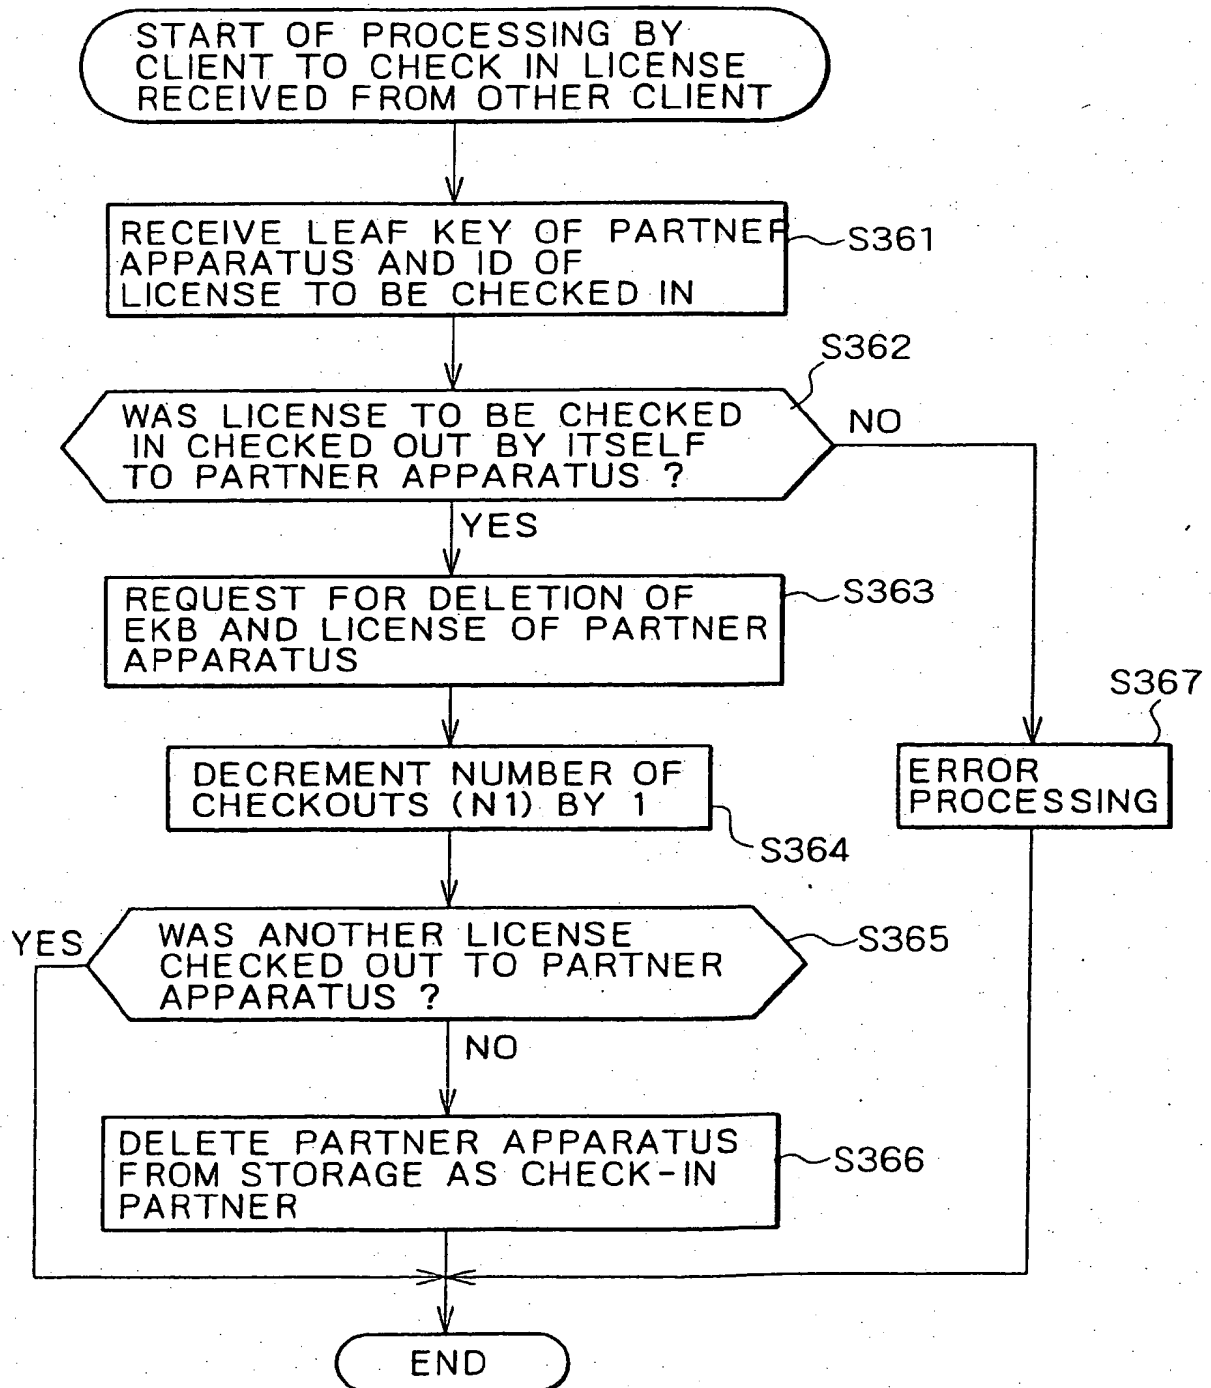 START OF PROCESSING BY
CLIENT TO CHECK IN LICENSE
RECEIVED FROM OTHER CLIENT
RECEIVE LEAF KEY OF PARTNER
APPARATUS AND ID OF
LICENSE TO BE CHECKED IN
S361
S362
WAS LICENSE TO BE CHECKED
IN CHECKED OUT BY ITSELF
TO PARTNER APPARATUS ?
NO
YES
REQUEST FOR DELETION OF
EKB AND LICENSE OF PARTNER
APPARATUS
S363
S367
DECREMENT NUMBER OF
CHECKOUTS (N1) BY 1
S364
ERROR
PROCESSING
YES
WAS ANOTHER LICENSE
CHECKED OUT TO PARTNER
APPARATUS ?
S365
NO
DELETE PARTNER APPARATUS
FROM STORAGE AS CHECK-IN
PARTNER
S366
END